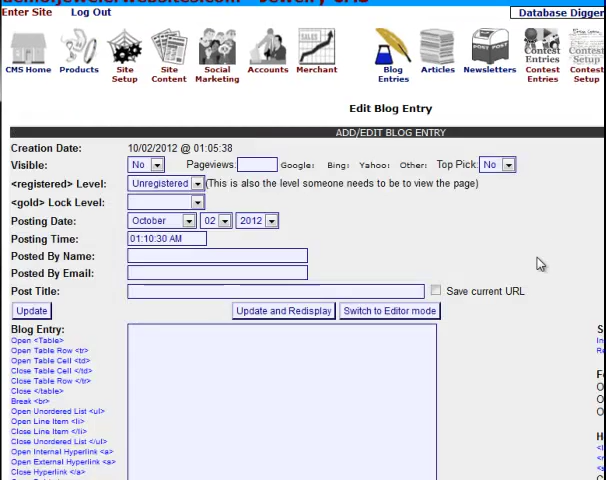 Enter Site Log Out Database Digger
CMS Home Products Site Setup Site Content Social Marketing Accounts Merchant Blog Entries Articles Newsletters Contest Entries Contest Setup
Edit Blog Entry
ADD/EDIT BLOG ENTRY
Creation Date: 10/02/2012 @ 01:05:38
Visible: No Pageviews: Google: Bing: Yahoo: Other: Top Pick: No
<registered> Level: Unregistered (This is also the level someone needs to be to view the page)
<gold> Lock Level:
Posting Date: October 02 2012
Posting Time: 01:10:30 AM
Posted By Name:
Posted By Email:
Post Title: Save current URL
Update Update and Redisplay Switch to Editor mode
Blog Entry:
Open <Table>
Open Table Row <tr>
Open Table Cell <td>
Close Table Cell </td>
Close Table Row </tr>
Close </table>
Break <br>
Open Unordered List <ul>
Open Line Item <li>
Close Line Item </li>
Close Unordered List </ul>
Open Internal Hyperlink <a>
Open External Hyperlink <a>
Close Hyperlink </a>